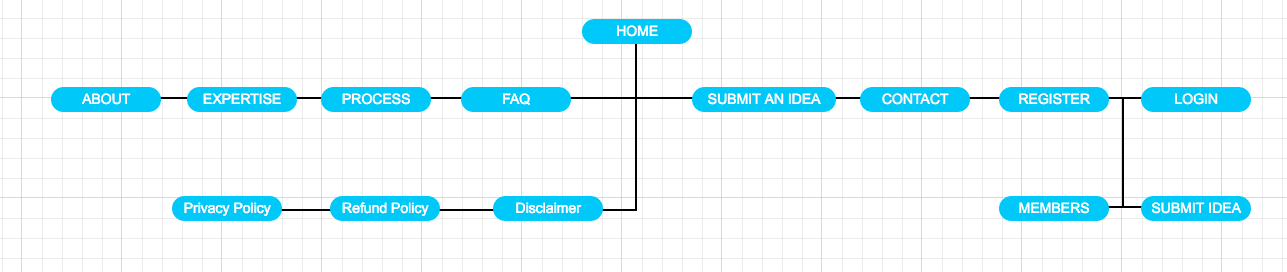 HOME
ABOUT
EXPERTISE
PROCESS
FAQ
SUBMIT AN IDEA
CONTACT
REGISTER
LOGIN
Privacy Policy
Refund Policy
Disclaimer
MEMBERS
SUBMIT IDEA